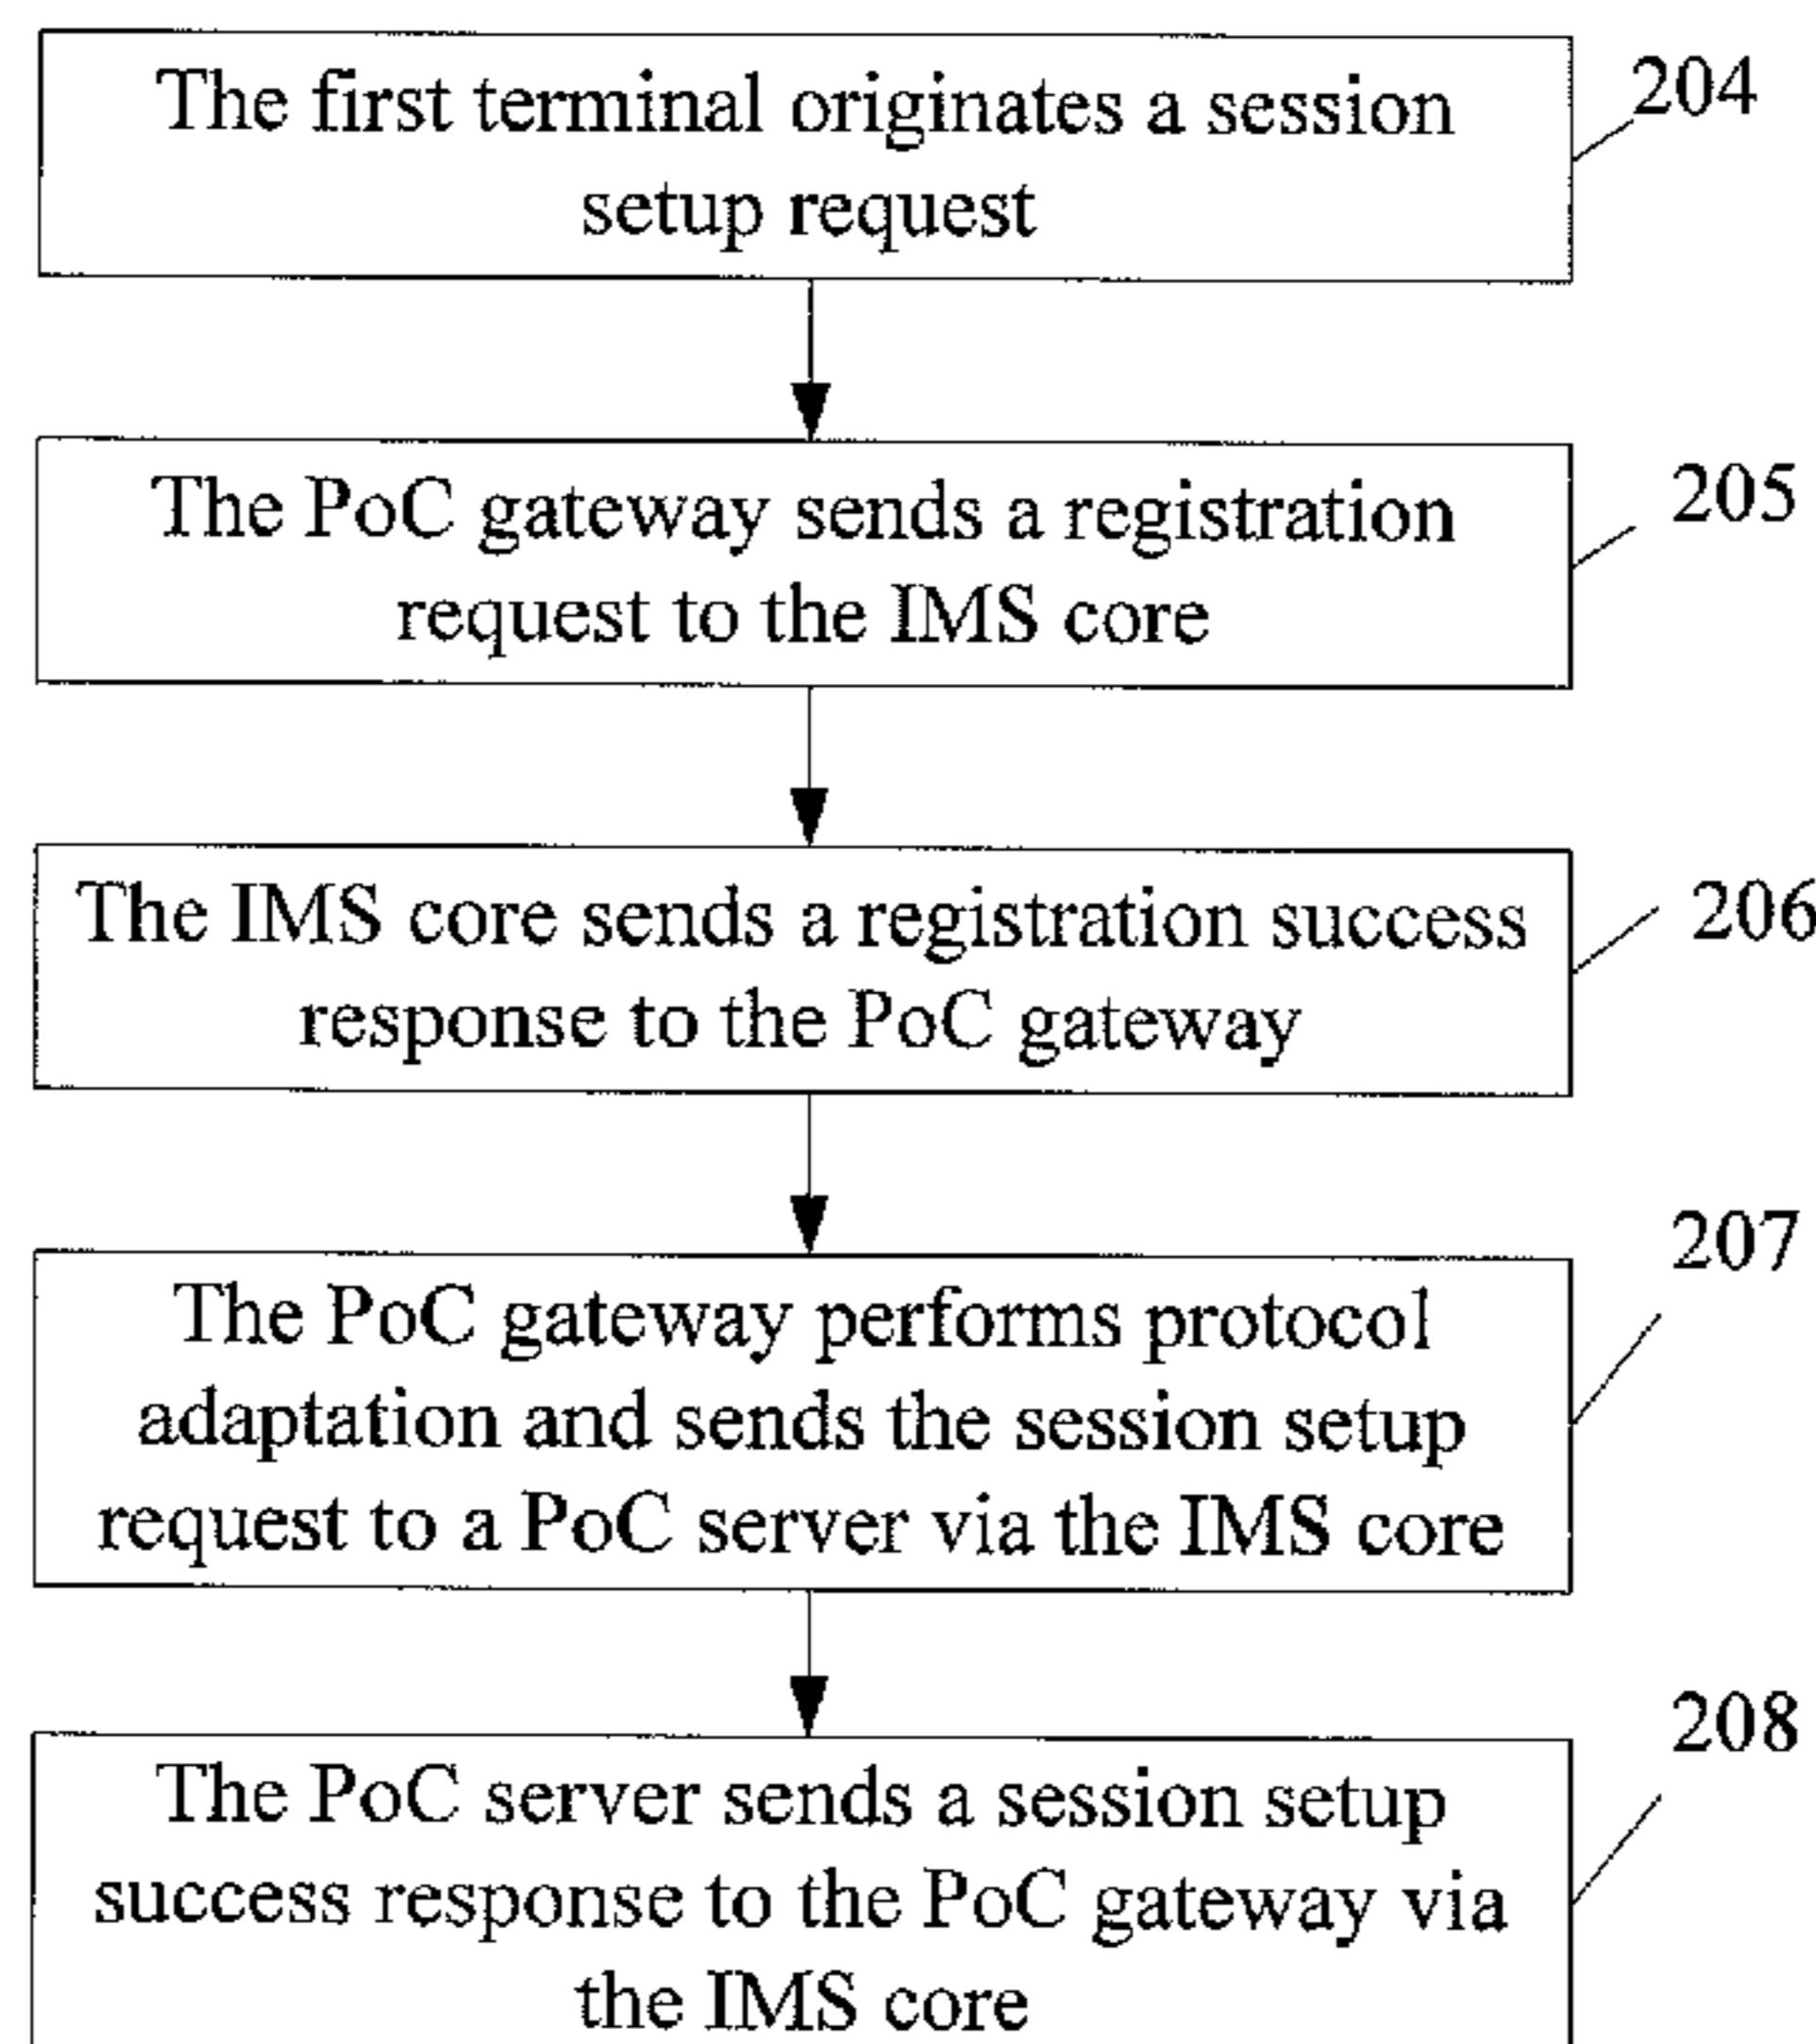 The first terminal originates a session
setup request
204
The PoC gateway sends a registration
request to the IMS core
205
The IMS core sends a registration success
response to the PoC gateway
206
The PoC gateway performs protocol
adaptation and sends the session setup
request to a PoC server via the IMS core
207
The PoC server sends a session setup
success response to the PoC gateway via
the IMS core
208